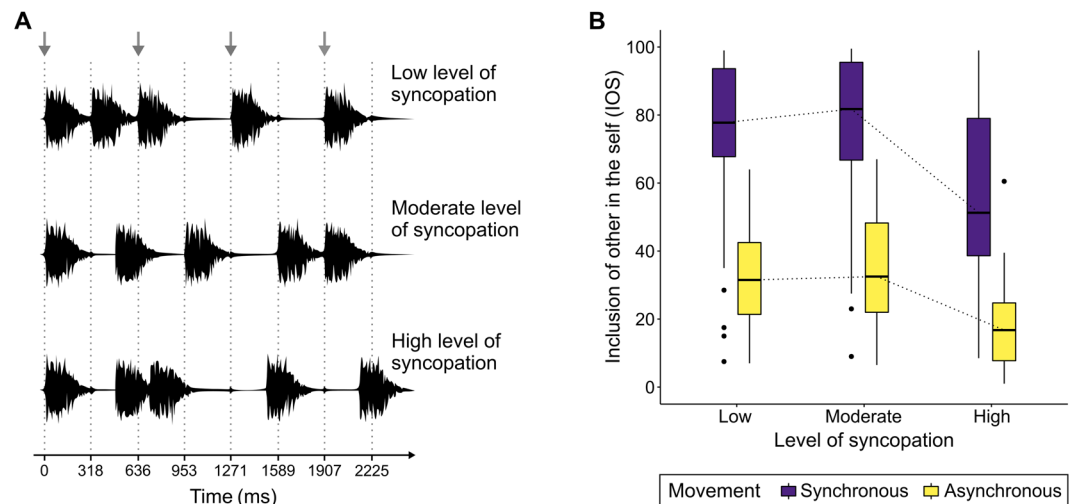 A
Low level of
syncopation
Moderate level
of syncopation
High level of
syncopation
0 318 636 953 1271 1589 1907 2225
Time (ms)
B
Inclusion of other in the self (IOS)
100
80
60
40
20
0
Low Moderate High
Level of syncopation
Movement Synchronous Asynchronous